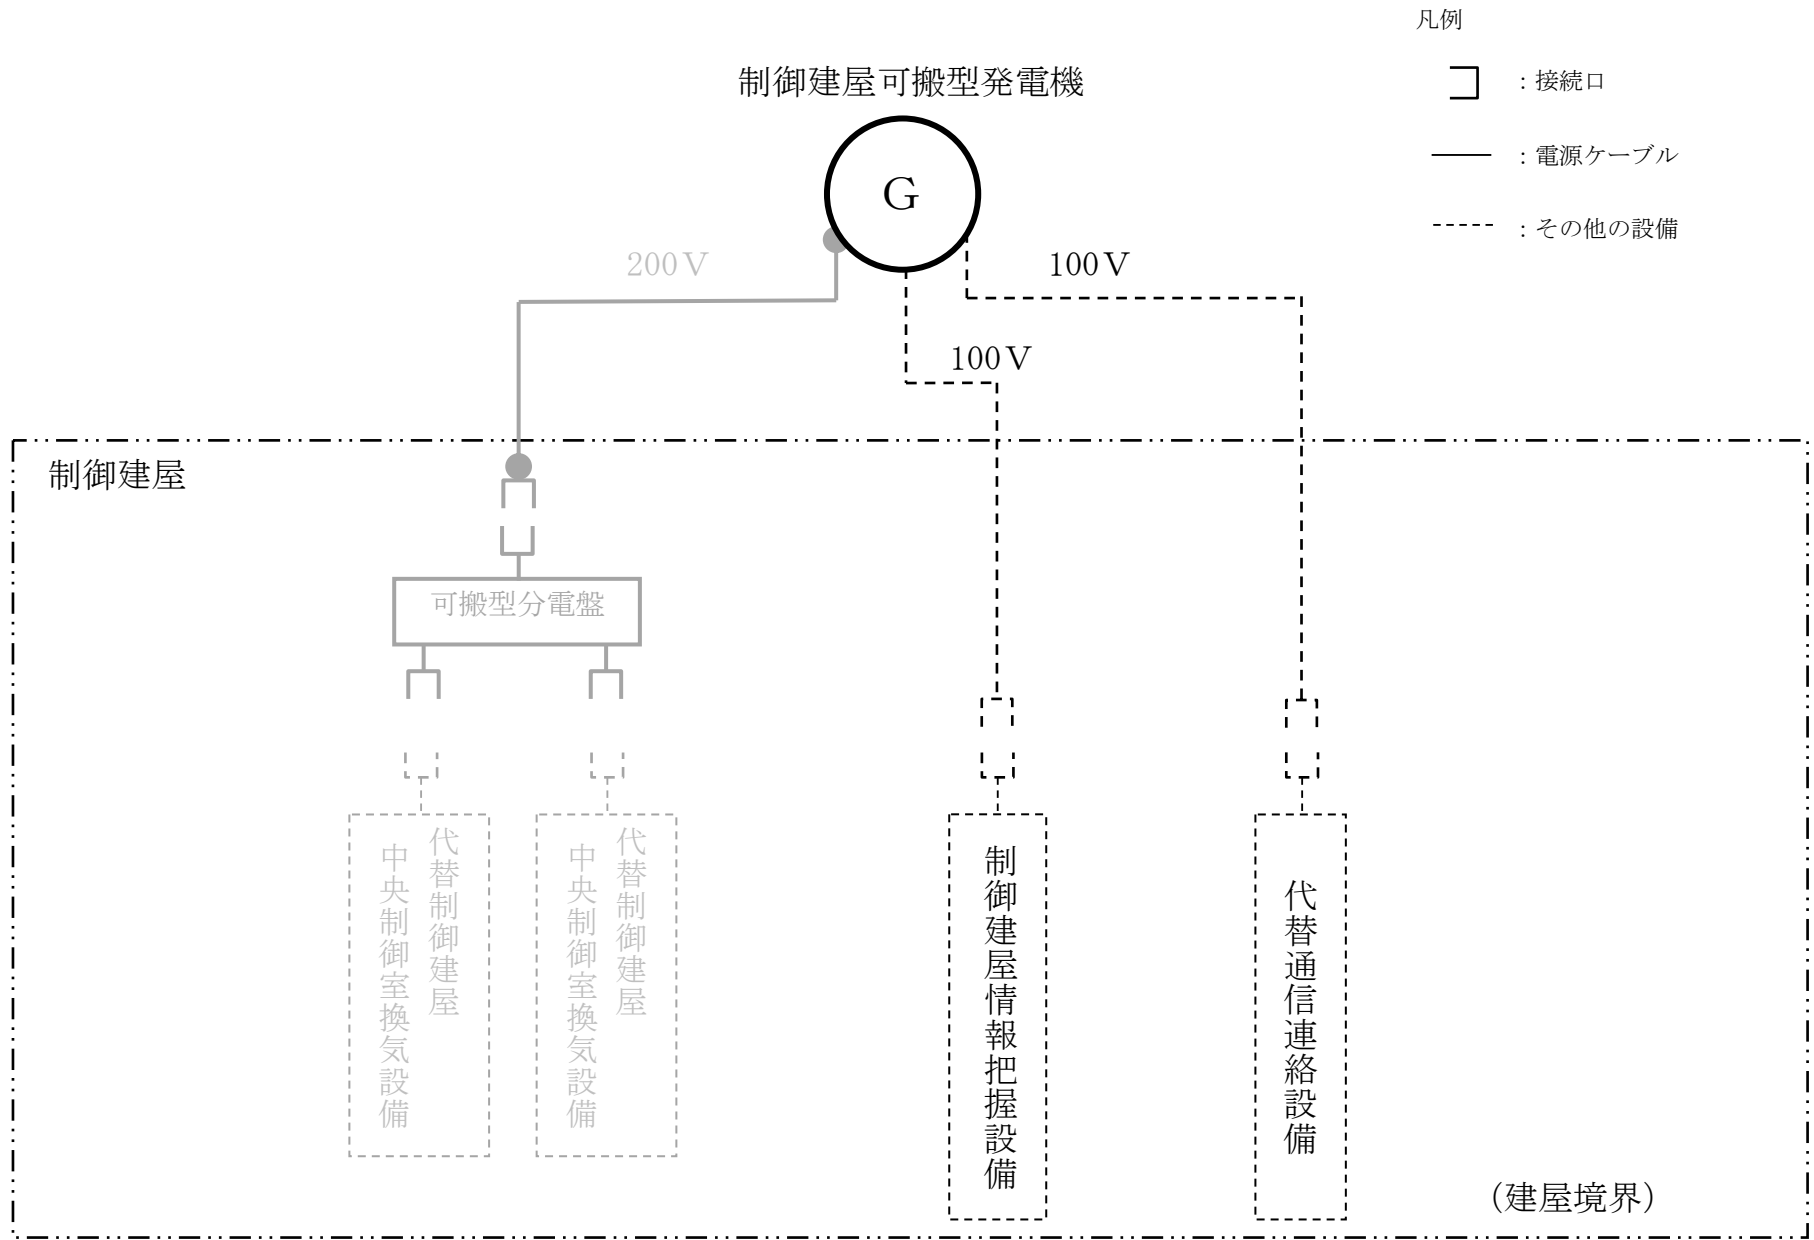 凡例
：接続口
：電源ケーブル
：その他の設備
制御建屋可搬型発電機
G
200V
100V
100V
制御建屋
可搬型分電盤
代替制御建屋
中央制御室換気設備
代替制御建屋
中央制御室換気設備
制御建屋情報把握設備
代替通信連絡設備
（建屋境界）